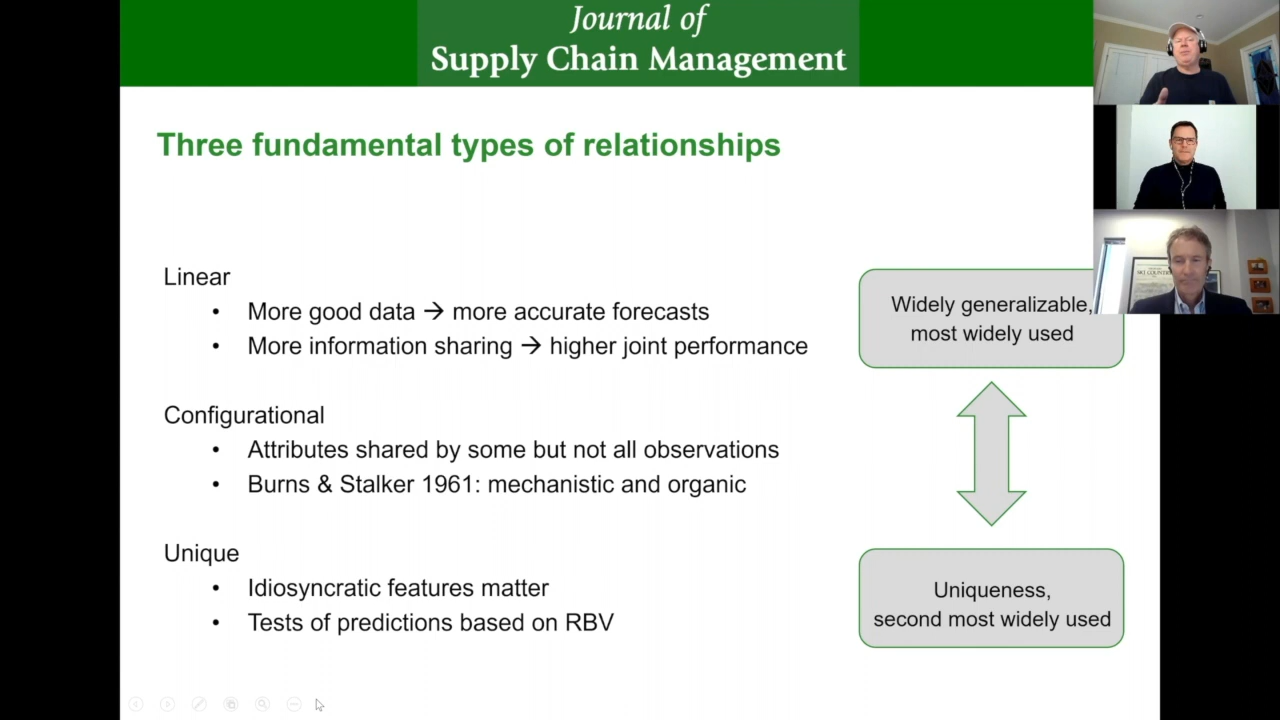 Journal of
Supply Chain Management
Three fundamental types of relationships
Linear
• More good data → more accurate forecasts
• More information sharing → higher joint performance
Configurational
• Attributes shared by some but not all observations
• Burns & Stalker 1961: mechanistic and organic
Unique
• Idiosyncratic features matter
• Tests of predictions based on RBV
Widely generalizable,
most widely used
Uniqueness,
second most widely used